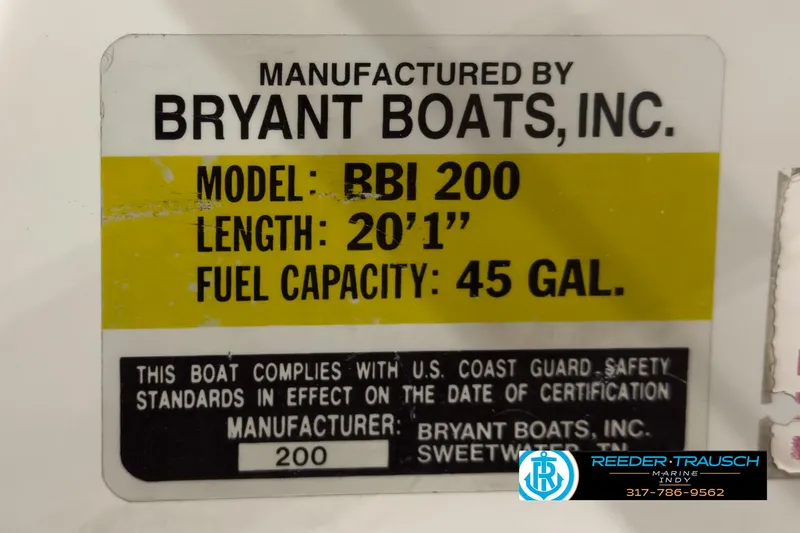 MANUFACTURED BY
BRYANT BOATS, INC.
MODEL: BBI 200
LENGTH: 20'1"
FUEL CAPACITY: 45 GAL.
THIS BOAT COMPLIES WITH U.S. COAST GUARD SAFETY
STANDARDS IN EFFECT ON THE DATE OF CERTIFICATION
MANUFACTURER: BRYANT BOATS, INC.
200 SWEETWATER, TN
REEDER·TRAUSCH
MARINE
INDY
317-786-9562